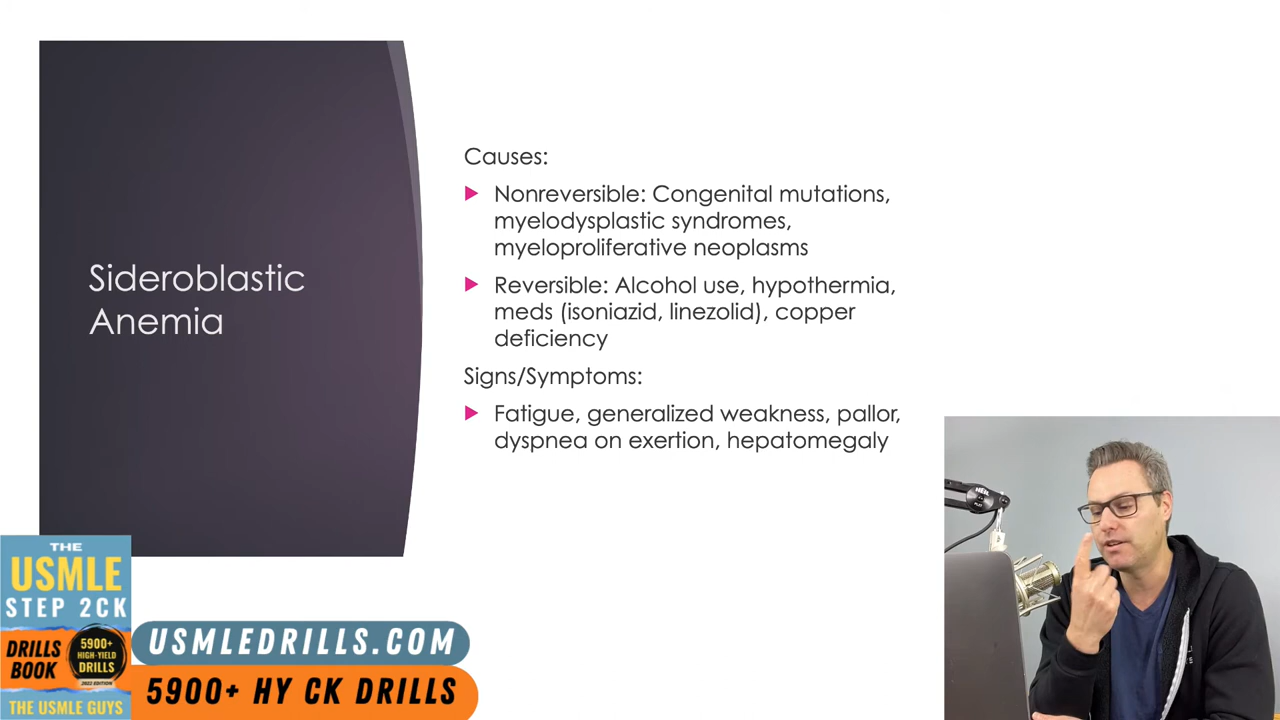 Sideroblastic
Anemia
Causes:
Nonreversible: Congenital mutations,
myelodysplastic syndromes,
myeloproliferative neoplasms
Reversible: Alcohol use, hypothermia,
meds (isoniazid, linezolid), copper
deficiency
Signs/Symptoms:
Fatigue, generalized weakness, pallor,
dyspnea on exertion, hepatomegaly
THE
USMLE
STEP 2CK
DRILLS
BOOK
5900+
HIGH-YIELD
DRILLS
2022 EDITION
THE USMLE GUYS
USMLEDRILLS.COM
5900+ HY CK DRILLS